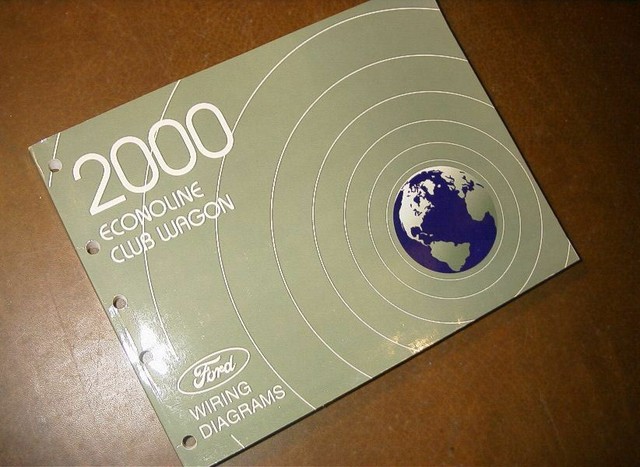 2000
ECONOLINE
CLUB WAGON
Ford
WIRING
DIAGRAMS